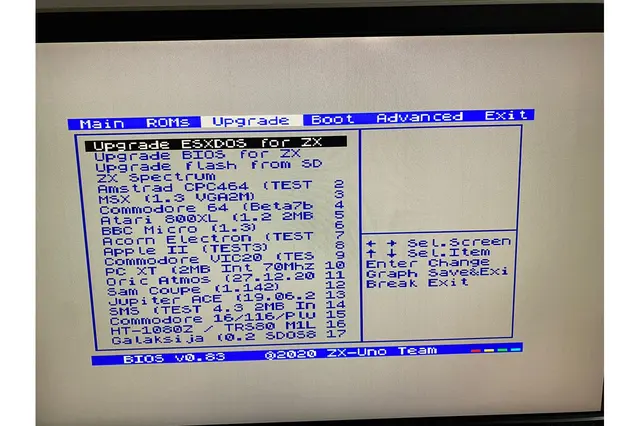 Main ROMs Upgrade Boot Advanced Exit
Upgrade ESXDOS for ZX
Upgrade BIOS for ZX
Upgrade flash from SD
ZX Spectrum
Amstrad CPC464 (TEST 2
MSX (1.3 VGA2M) 3
Commodore 64 (Beta7b 4
Atari 800XL (1.2 2MB 5
BBC Micro (1.3) 6
Acorn Electron (TEST 7
Apple II (TEST3) 8
Commodore VIC20 (TES 9
PC XT (2MB Int 70Mhz 10
Oric Atmos (27.12.20 11
Sam Coupe (1.142) 12
Jupiter ACE (19.06.2 13
SMS (TEST 4.3 2MB In 14
Commodore 16/116/Plu 15
HT-1080Z / TRS80 M1L 16
Galaksija (0.2 SDOS8 17
← → Sel.Screen
↑ ↓ Sel.Item
Enter Change
Graph Save&Exi
Break Exit
BIOS v0.83 ©2020 ZX-Uno Team